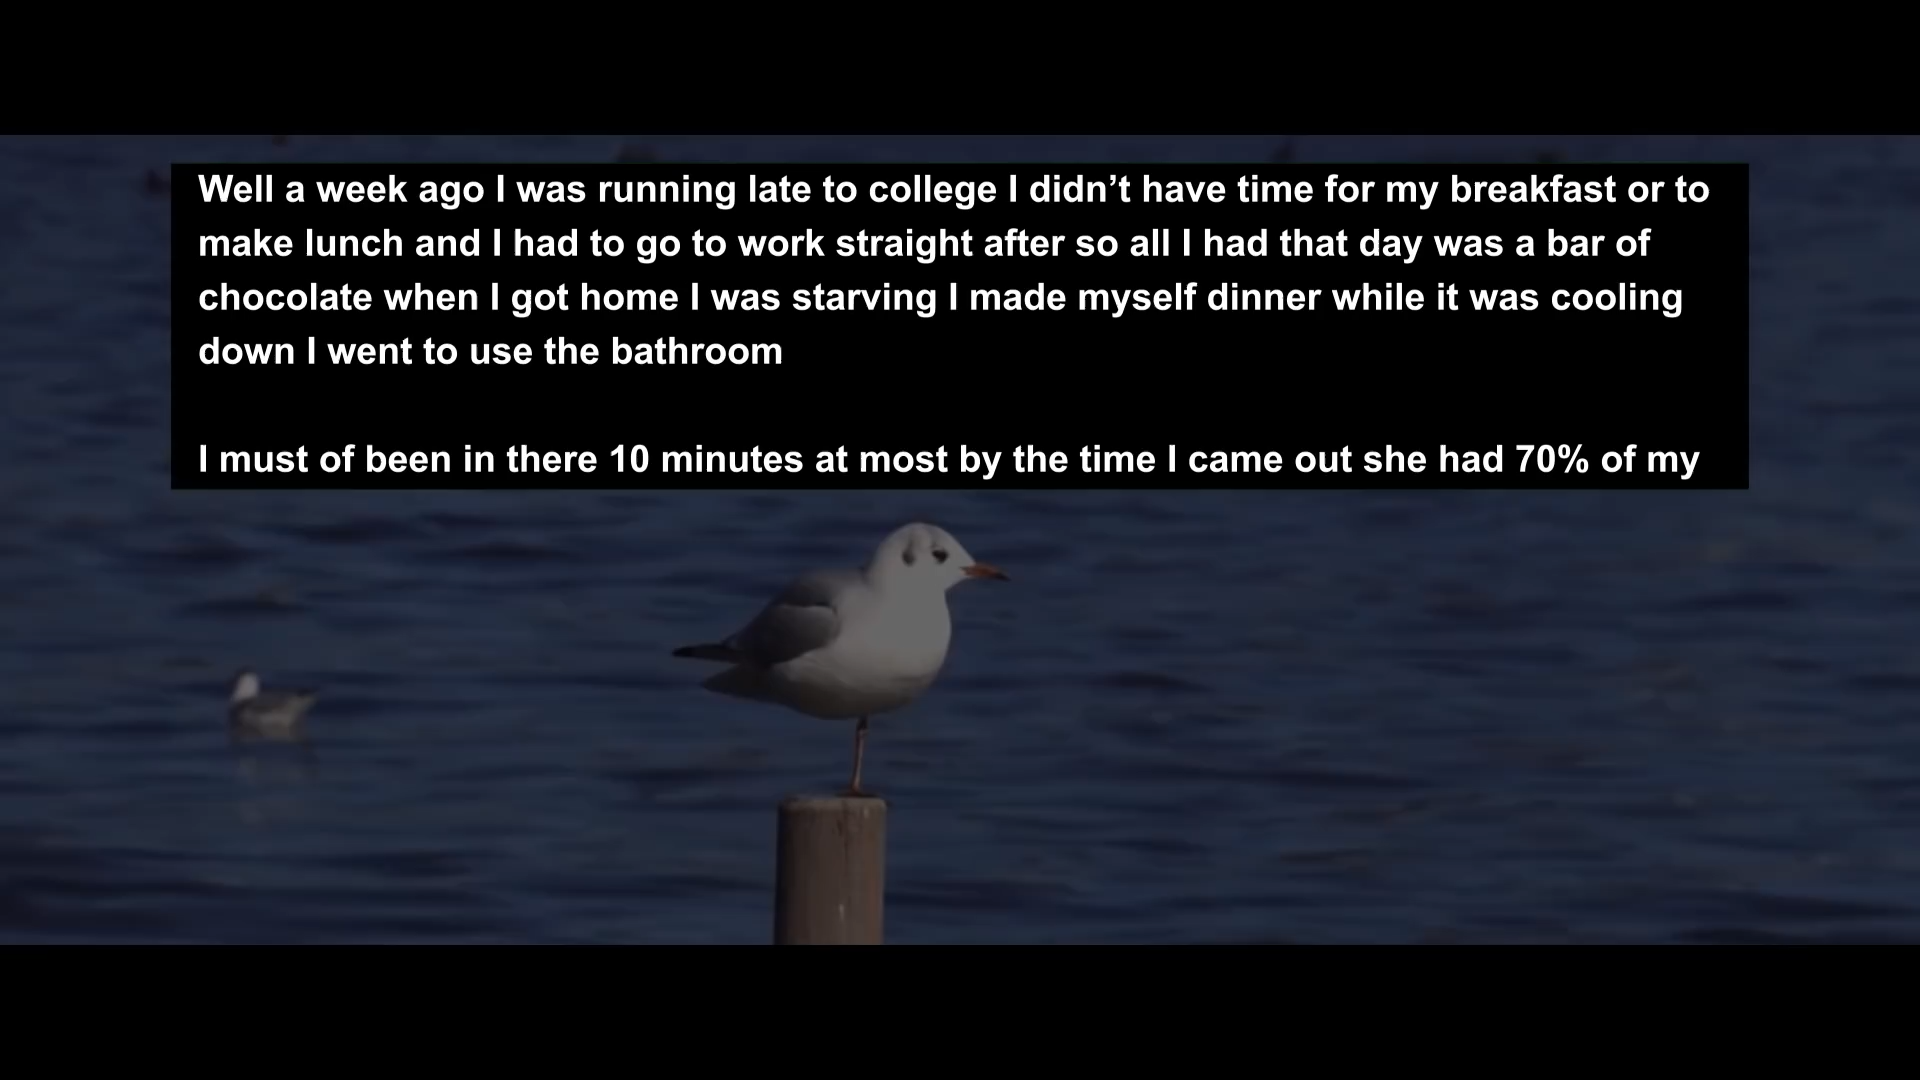 Well a week ago I was running late to college I didn’t have time for my breakfast or to
make lunch and I had to go to work straight after so all I had that day was a bar of
chocolate when I got home I was starving I made myself dinner while it was cooling
down I went to use the bathroom
I must of been in there 10 minutes at most by the time I came out she had 70% of my